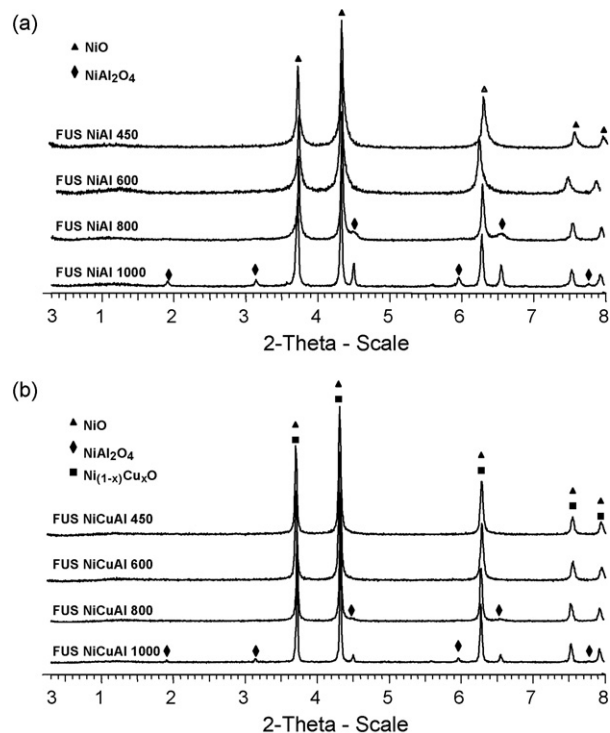 (a)
▲ NiO
♦ NiAl₂O₄
FUS NiAl 450
FUS NiAl 600
FUS NiAl 800
FUS NiAl 1000
3 1 2 3 4 5 6 7 8
2-Theta - Scale
(b)
▲ NiO
♦ NiAl₂O₄
■ Ni₍₁₋ₓ₎CuₓO
FUS NiCuAl 450
FUS NiCuAl 600
FUS NiCuAl 800
FUS NiCuAl 1000
3 1 2 3 4 5 6 7 8
2-Theta - Scale